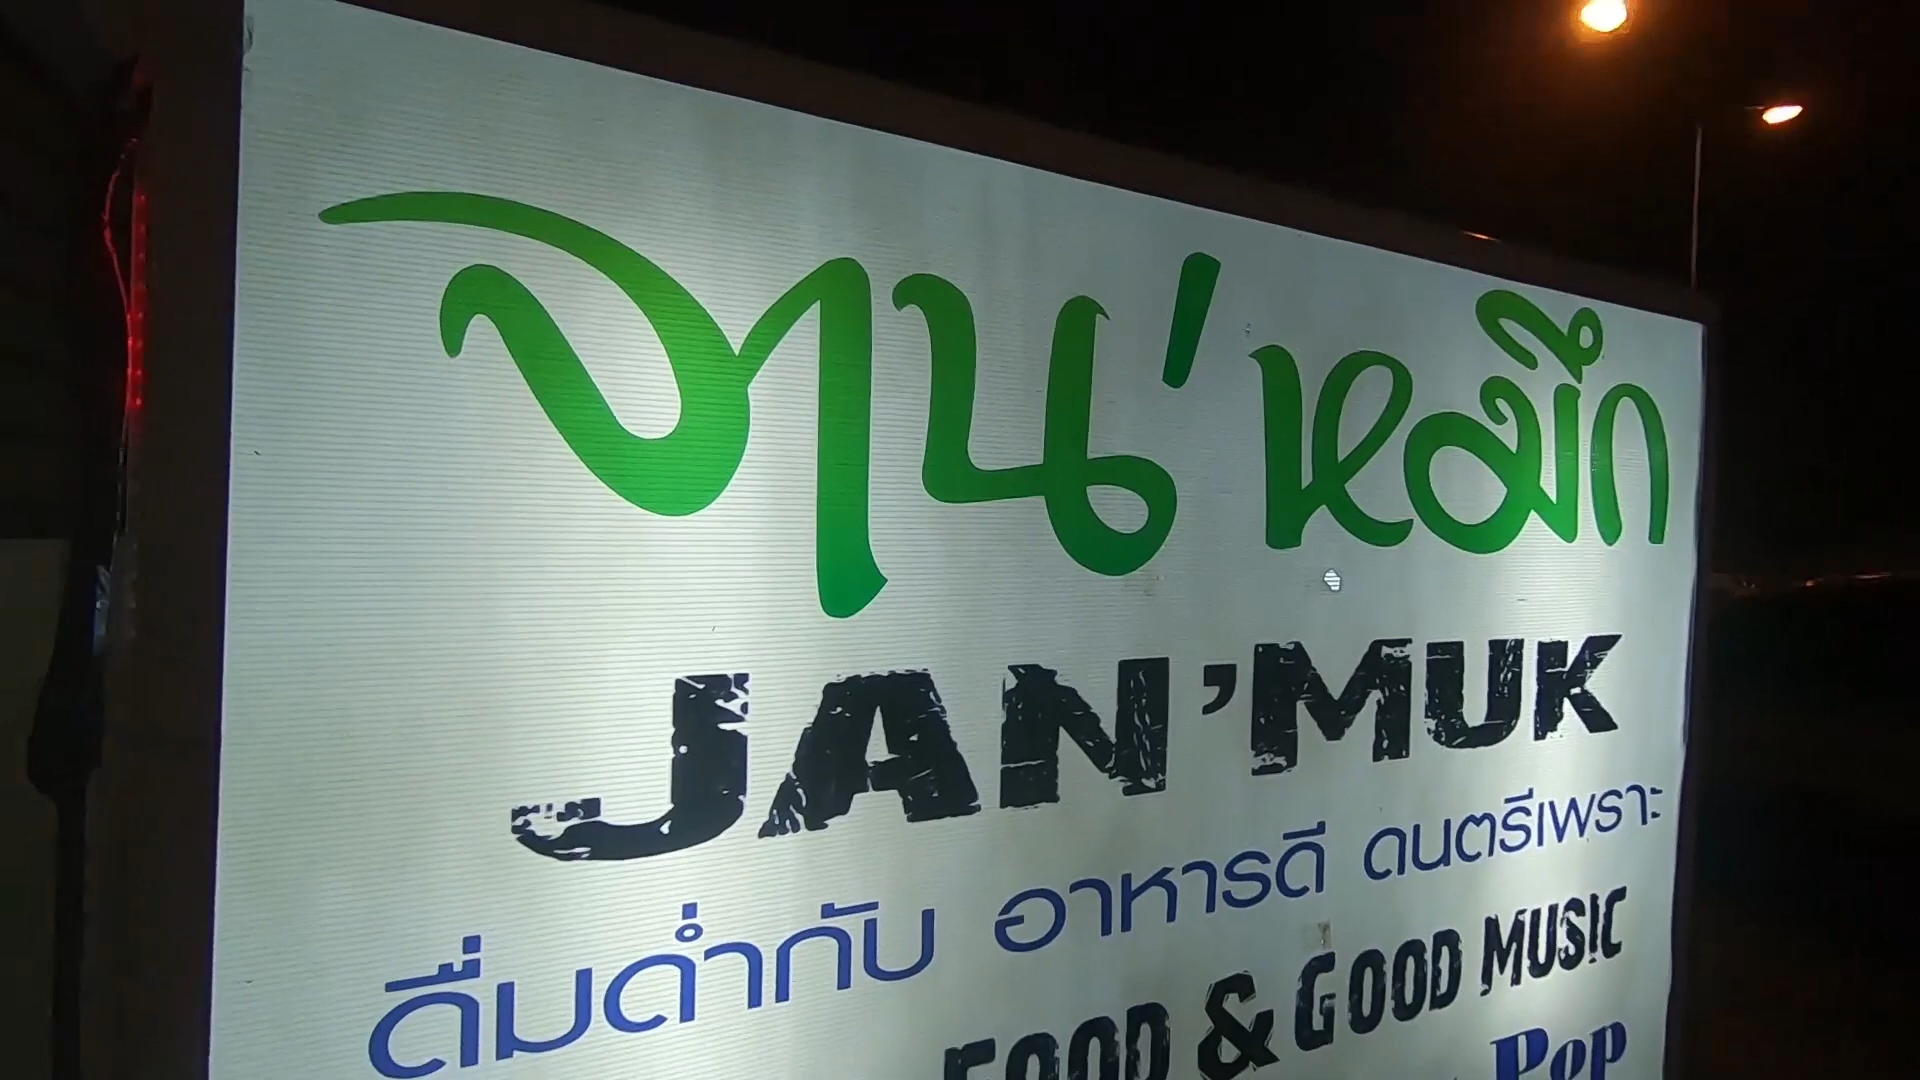 จาน'หมึก
JAN'MUK
ดื่มด่ำกับ อาหารดี ดนตรีเพราะ
FOOD & GOOD MUSIC
Pop